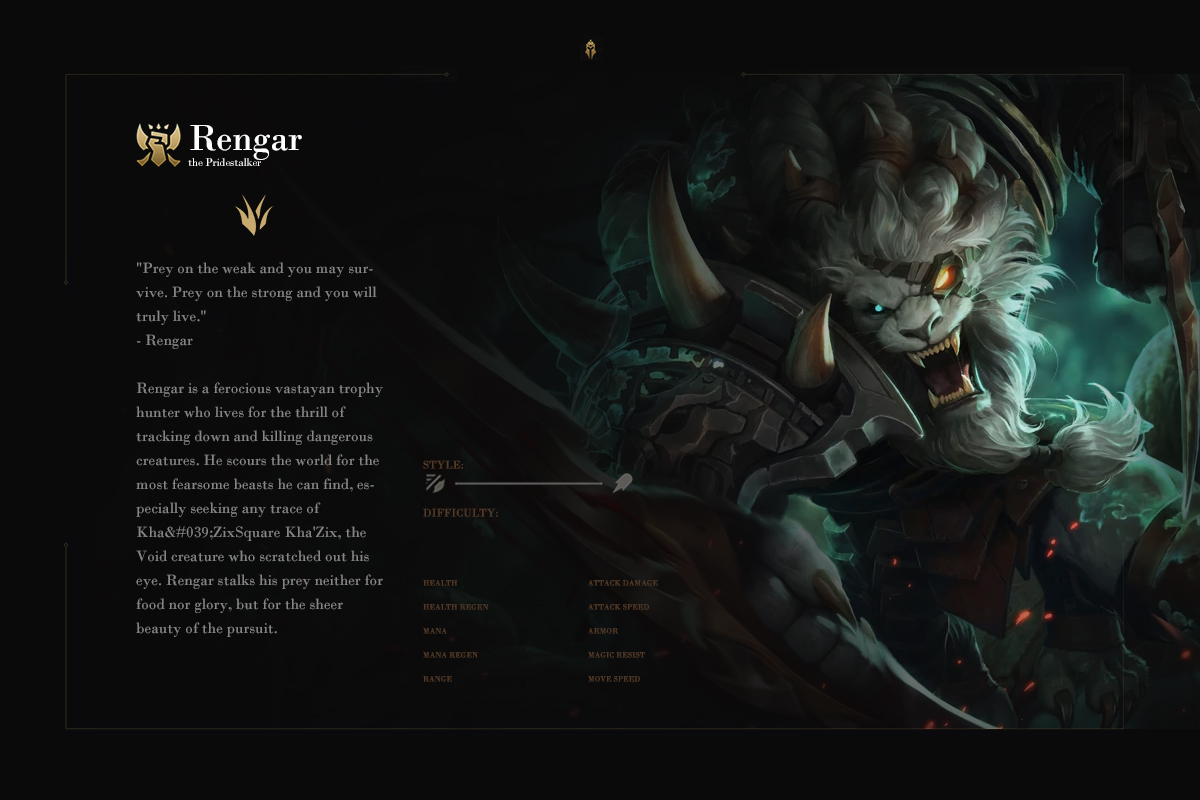 Rengar
the Pridestalker
"Prey on the weak and you may sur-
vive. Prey on the strong and you will
truly live."
- Rengar
Rengar is a ferocious vastayan trophy
hunter who lives for the thrill of
tracking down and killing dangerous
creatures. He scours the world for the
most fearsome beasts he can find, es-
pecially seeking any trace of
Kha&#039;ZixSquare Kha'Zix, the
Void creature who scratched out his
eye. Rengar stalks his prey neither for
food nor glory, but for the sheer
beauty of the pursuit.
STYLE:
DIFFICULTY:
HEALTH
HEALTH REGEN
MANA
MANA REGEN
RANGE
ATTACK DAMAGE
ATTACK SPEED
ARMOR
MAGIC RESIST
MOVE SPEED